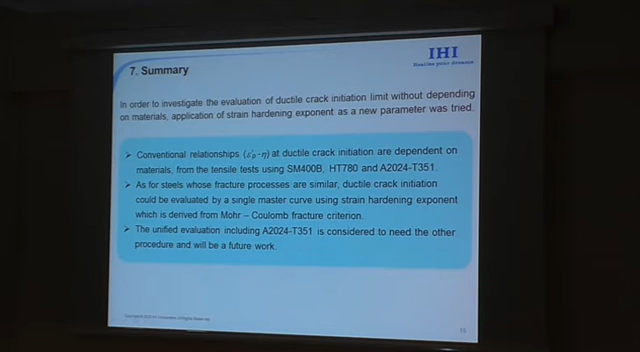 IHI
Realize your dreams
7. Summary
In order to investigate the evaluation of ductile crack initiation limit without depending
on materials, application of strain hardening exponent as a new parameter was tried.
➢ Conventional relationships (ε̄p-η) at ductile crack initiation are dependent on
materials, from the tensile tests using SM400B, HT780 and A2024-T351.
➢ As for steels whose fracture processes are similar, ductile crack initiation
could be evaluated by a single master curve using strain hardening exponent
which is derived from Mohr – Coulomb fracture criterion.
➢ The unified evaluation including A2024-T351 is considered to need the other
procedure and will be a future work.